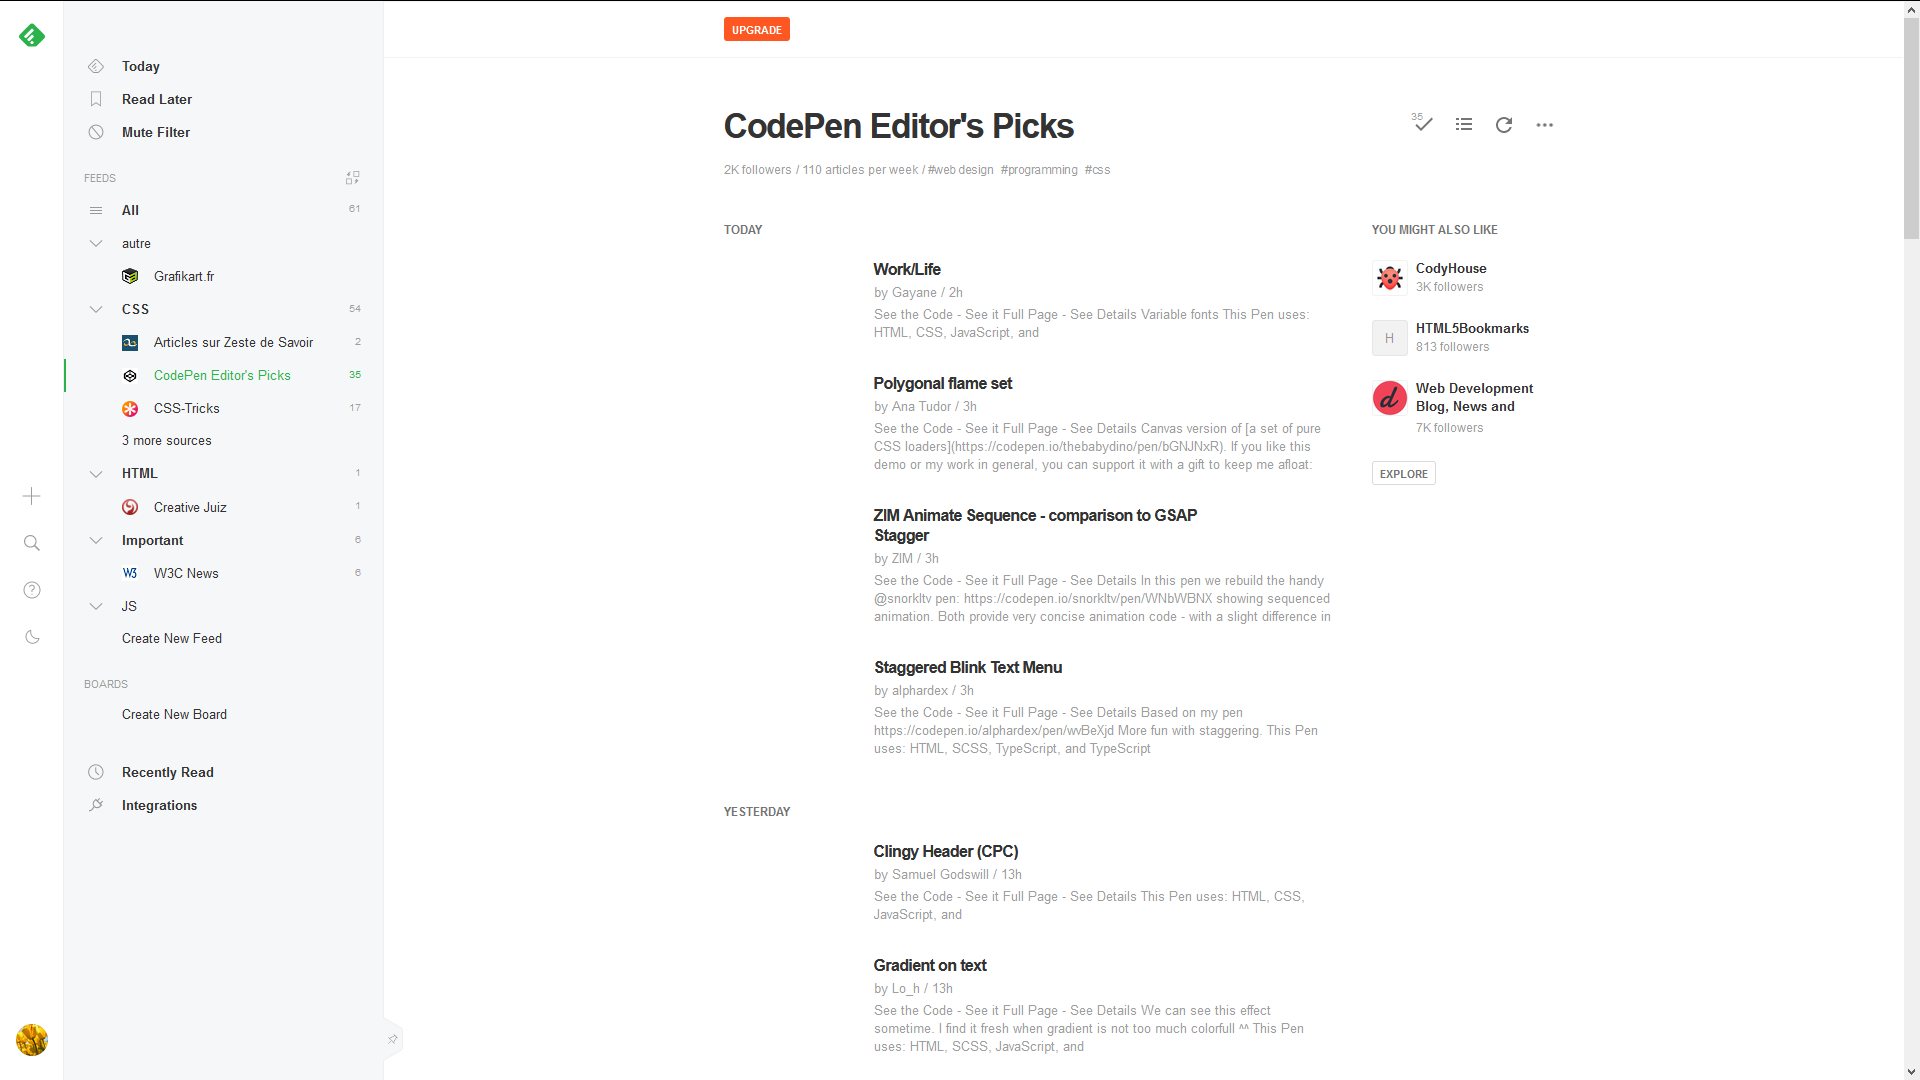 Today
Read Later
Mute Filter
FEEDS
All 61
autre
Grafikart.fr
CSS 54
Articles sur Zeste de Savoir 2
CodePen Editor's Picks 35
CSS-Tricks 17
3 more sources
HTML 1
Creative Juiz 1
Important 6
W3 W3C News 6
JS
Create New Feed
BOARDS
Create New Board
Recently Read
Integrations
UPGRADE
CodePen Editor's Picks
35
2K followers / 110 articles per week / #web design #programming #css
TODAY
Work/Life
by Gayane / 2h
See the Code - See it Full Page - See Details Variable fonts This Pen uses:
HTML, CSS, JavaScript, and
Polygonal flame set
by Ana Tudor / 3h
See the Code - See it Full Page - See Details Canvas version of [a set of pure
CSS loaders](https://codepen.io/thebabydino/pen/bGNJNxR). If you like this
demo or my work in general, you can support it with a gift to keep me afloat:
ZIM Animate Sequence - comparison to GSAP
Stagger
by ZIM / 3h
See the Code - See it Full Page - See Details In this pen we rebuild the handy
@snorkltv pen: https://codepen.io/snorkltv/pen/WNbWBNX showing sequenced
animation. Both provide very concise animation code - with a slight difference in
Staggered Blink Text Menu
by alphardex / 3h
See the Code - See it Full Page - See Details Based on my pen
https://codepen.io/alphardex/pen/wvBeXjd More fun with staggering. This Pen
uses: HTML, SCSS, TypeScript, and TypeScript
YESTERDAY
Clingy Header (CPC)
by Samuel Godswill / 13h
See the Code - See it Full Page - See Details This Pen uses: HTML, CSS,
JavaScript, and
Gradient on text
by Lo_h / 13h
See the Code - See it Full Page - See Details We can see this effect
sometime. I find it fresh when gradient is not too much colorfull ^^ This Pen
uses: HTML, SCSS, JavaScript, and
YOU MIGHT ALSO LIKE
CodyHouse
3K followers
H
HTML5Bookmarks
813 followers
d
Web Development
Blog, News and
7K followers
EXPLORE